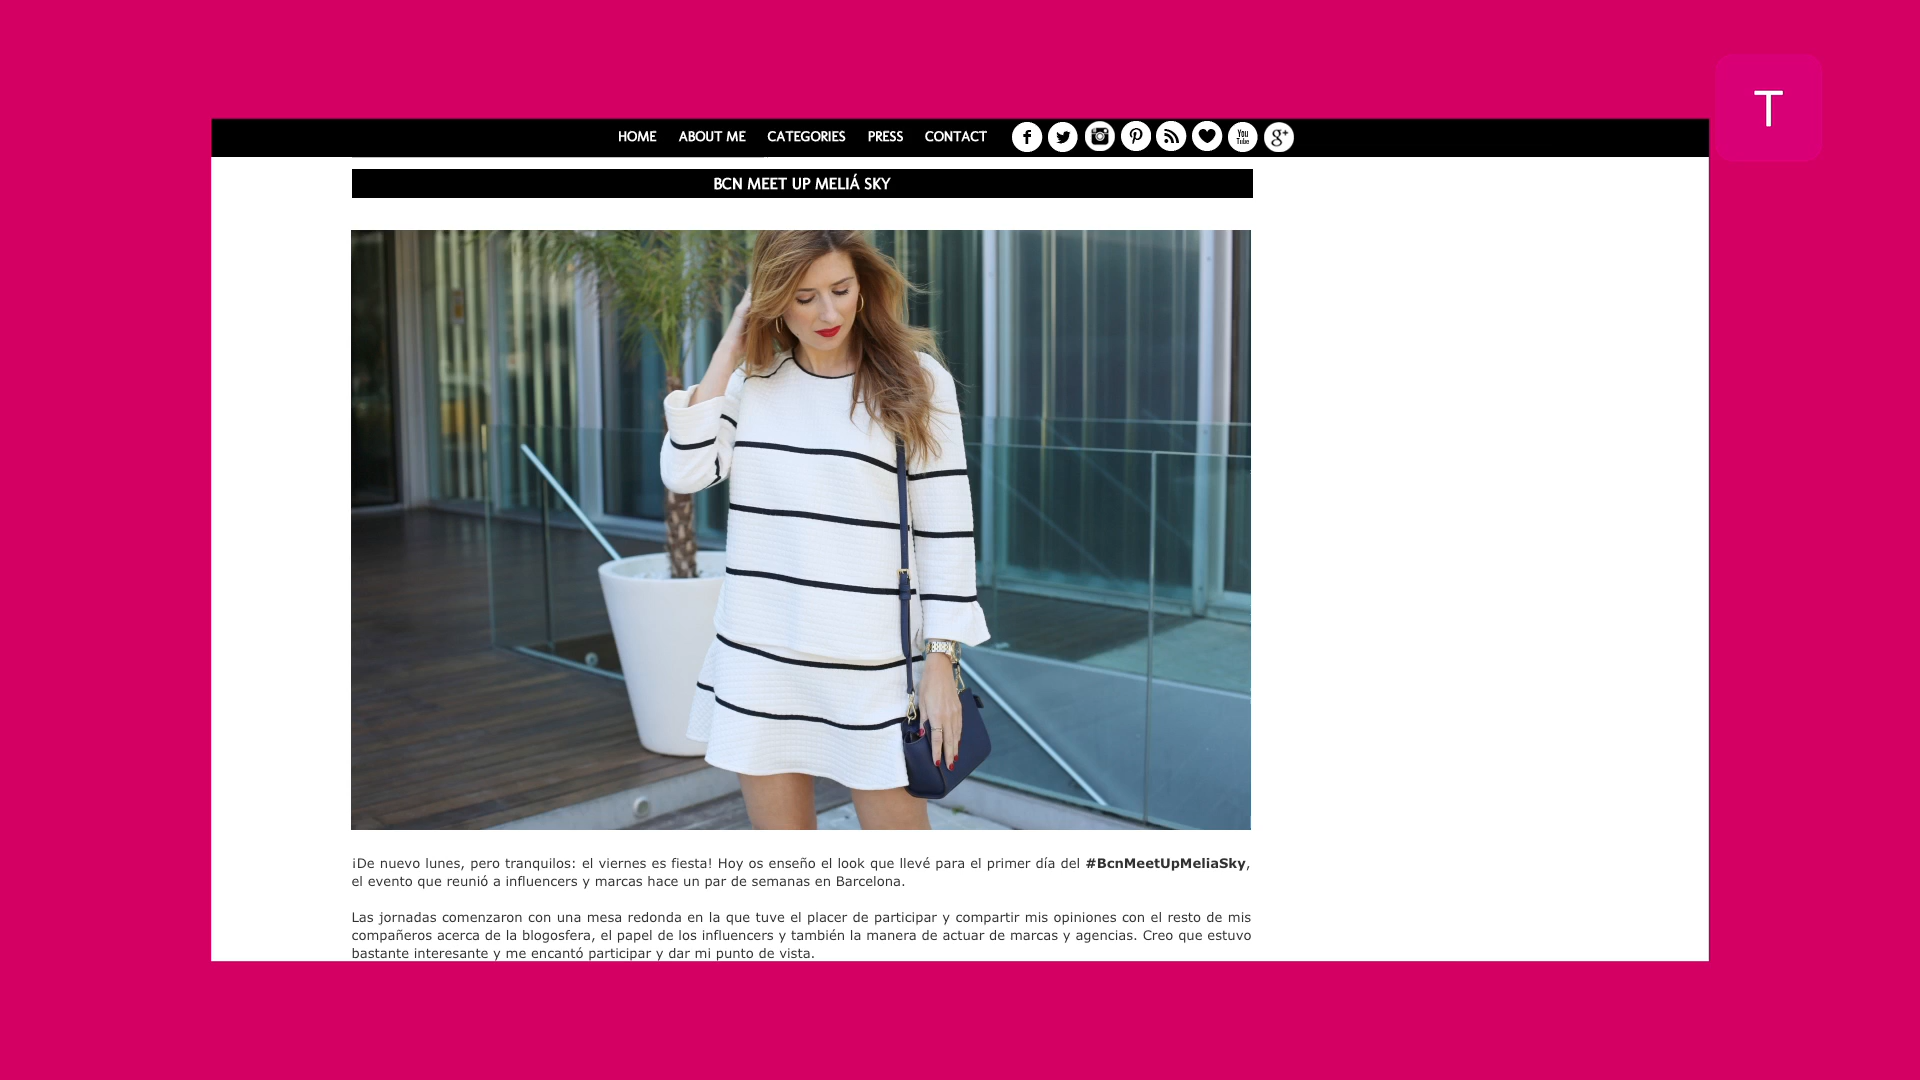 T
HOME ABOUT ME CATEGORIES PRESS CONTACT f You Tube g+
BCN MEET UP MELIÁ SKY
¡De nuevo lunes, pero tranquilos: el viernes es fiesta! Hoy os enseño el look que llevé para el primer día del #BcnMeetUpMeliaSky,
el evento que reunió a influencers y marcas hace un par de semanas en Barcelona.
Las jornadas comenzaron con una mesa redonda en la que tuve el placer de participar y compartir mis opiniones con el resto de mis
compañeros acerca de la blogosfera, el papel de los influencers y también la manera de actuar de marcas y agencias. Creo que estuvo
bastante interesante y me encantó participar y dar mi punto de vista.